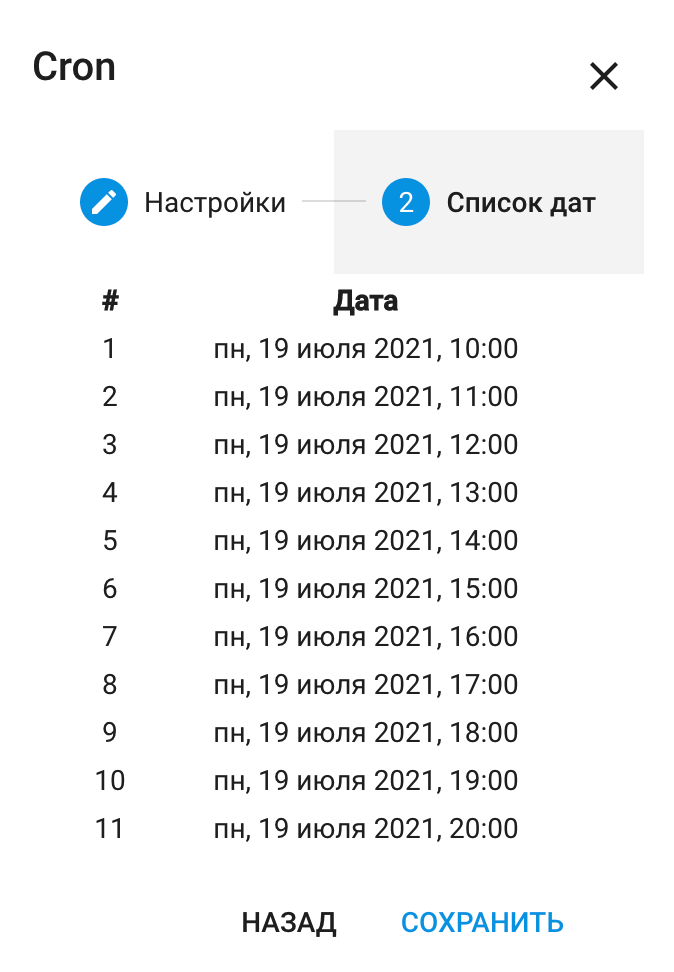 Cron
Настройки 2 Список дат
# Дата
1 пн, 19 июля 2021, 10:00
2 пн, 19 июля 2021, 11:00
3 пн, 19 июля 2021, 12:00
4 пн, 19 июля 2021, 13:00
5 пн, 19 июля 2021, 14:00
6 пн, 19 июля 2021, 15:00
7 пн, 19 июля 2021, 16:00
8 пн, 19 июля 2021, 17:00
9 пн, 19 июля 2021, 18:00
10 пн, 19 июля 2021, 19:00
11 пн, 19 июля 2021, 20:00
НАЗАД СОХРАНИТЬ